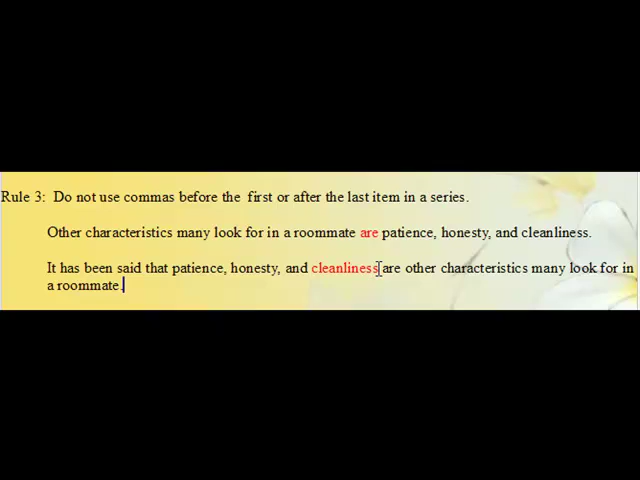 Rule 3:  Do not use commas before the  first or after the last item in a series.
Other characteristics many look for in a roommate are patience, honesty, and cleanliness.
It has been said that patience, honesty, and cleanliness are other characteristics many look for in
a roommate.